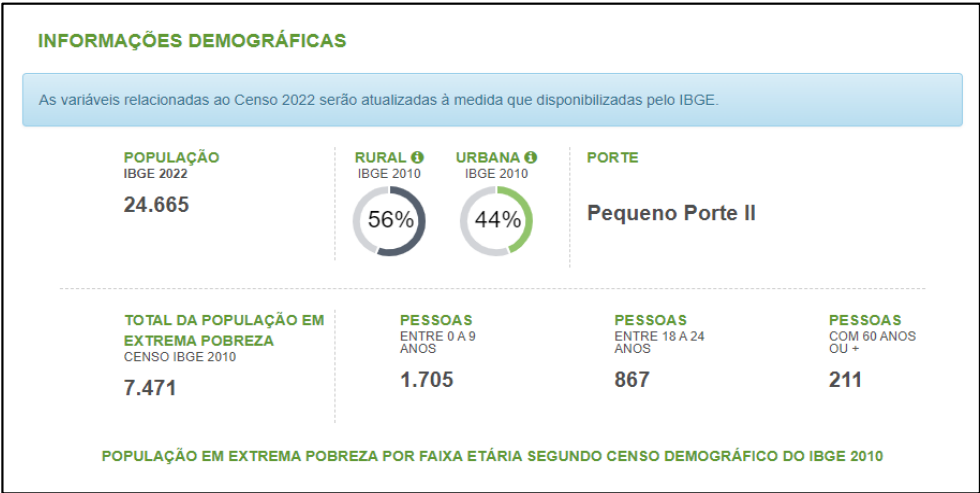 INFORMAÇÕES DEMOGRÁFICAS
As variáveis relacionadas ao Censo 2022 serão atualizadas à medida que disponibilizadas pelo IBGE.
POPULAÇÃO
IBGE 2022
24.665
RURAL
IBGE 2010
56%
URBANA
IBGE 2010
44%
PORTE
Pequeno Porte II
TOTAL DA POPULAÇÃO EM
EXTREMA POBREZA
CENSO IBGE 2010
7.471
PESSOAS
ENTRE 0 A 9
ANOS
1.705
PESSOAS
ENTRE 18 A 24
ANOS
867
PESSOAS
COM 60 ANOS
OU +
211
POPULAÇÃO EM EXTREMA POBREZA POR FAIXA ETÁRIA SEGUNDO CENSO DEMOGRÁFICO DO IBGE 2010